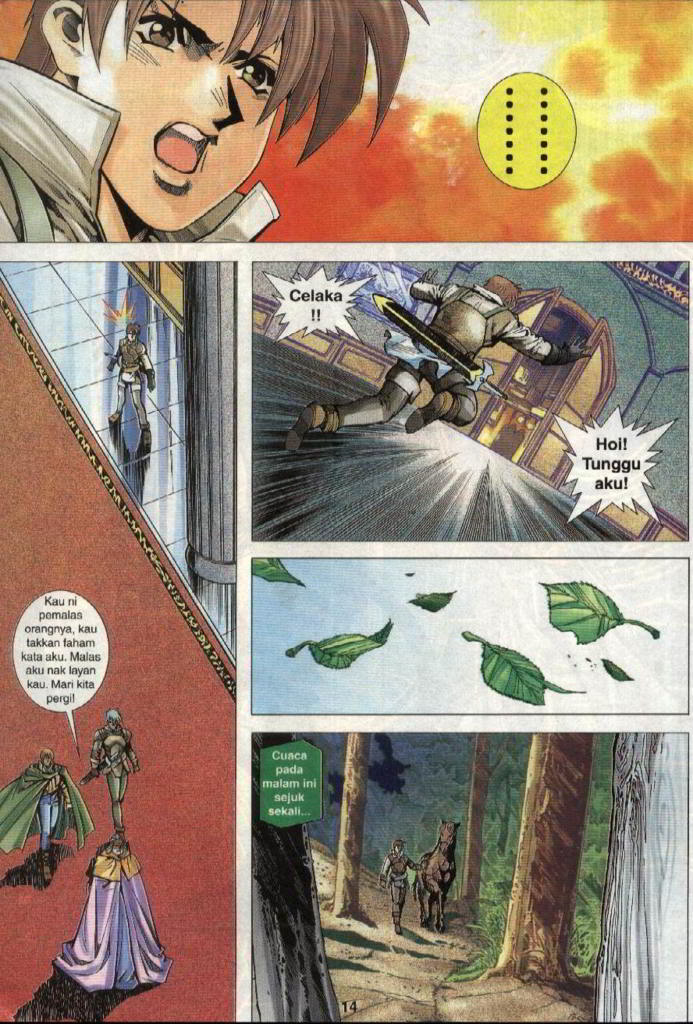 Celaka
!!
Hoi!
Tunggu
aku!
Kau ni
pemalas
orangnya, kau
takkan faham
kata aku. Malas
aku nak layan
kau. Mari kita
pergi!
Cuaca
pada
malam ini
sejuk
sekali...
14